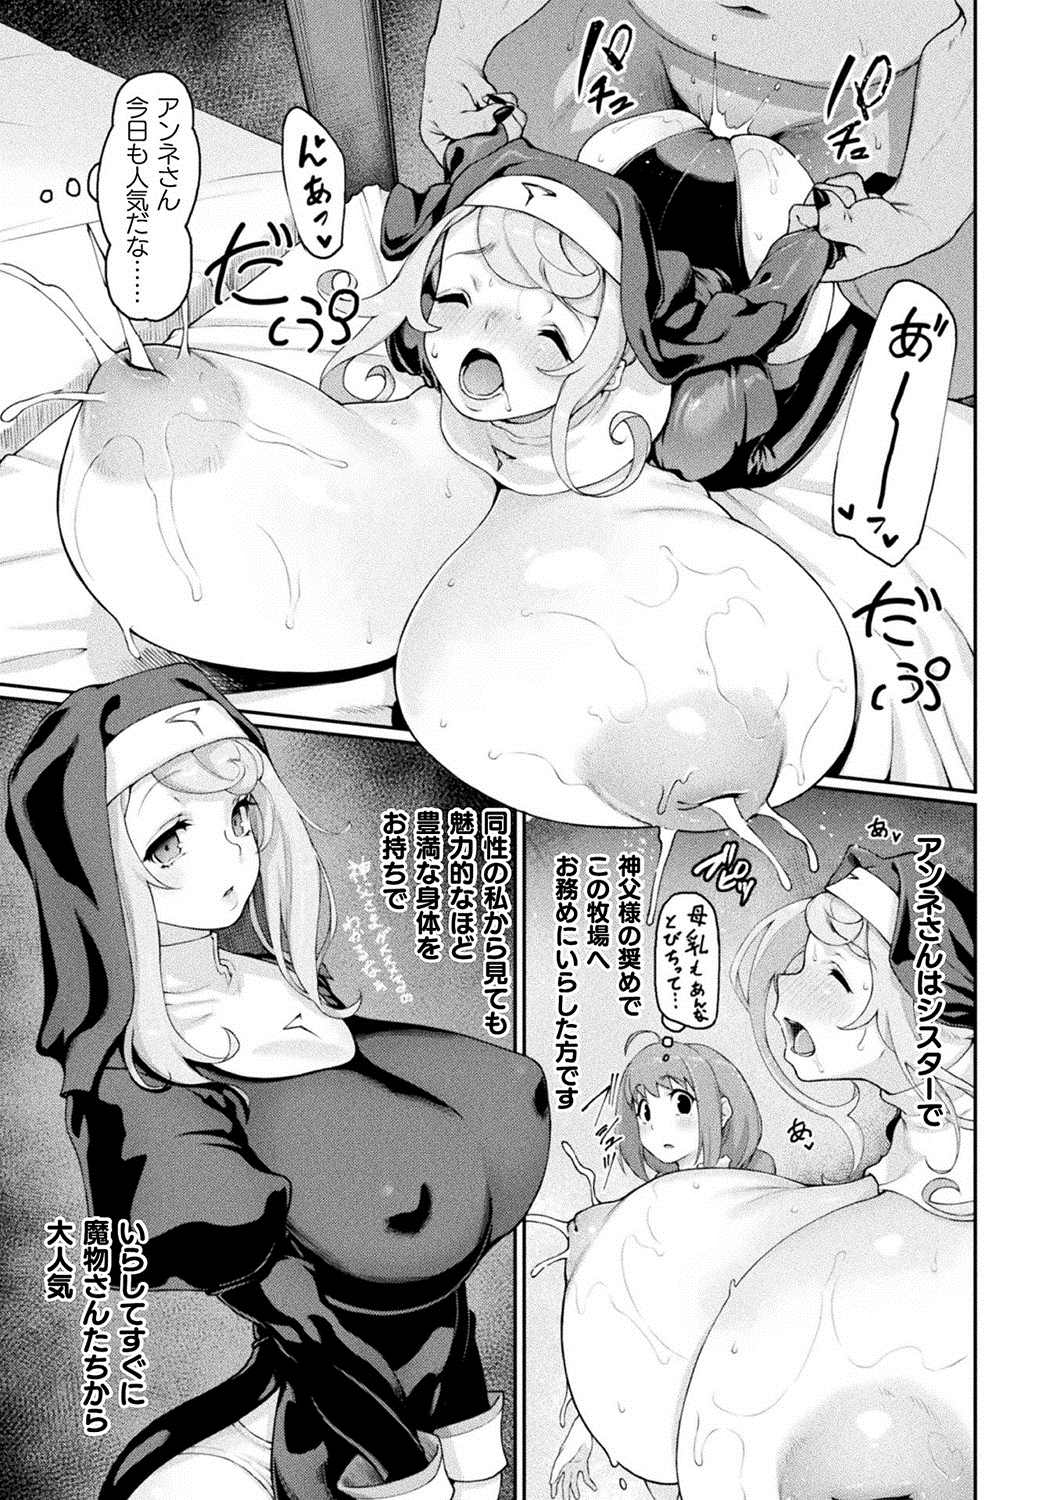 パチュ
パチュ
んあっ♥
アンネさん
今日も人気だな……
だぷ
あ゛ーーーッ♥♥
だぷ
あ♥
アンネさんはシスターで
神父様の奨めで
この牧場へ
お務めにいらした方です
母乳もあんな
とびちって…
あ♥
同性の私から見ても
魅力的なほど
豊満な身体を
お持ちで
いらしてすぐに
魔物さんたちから
大人気